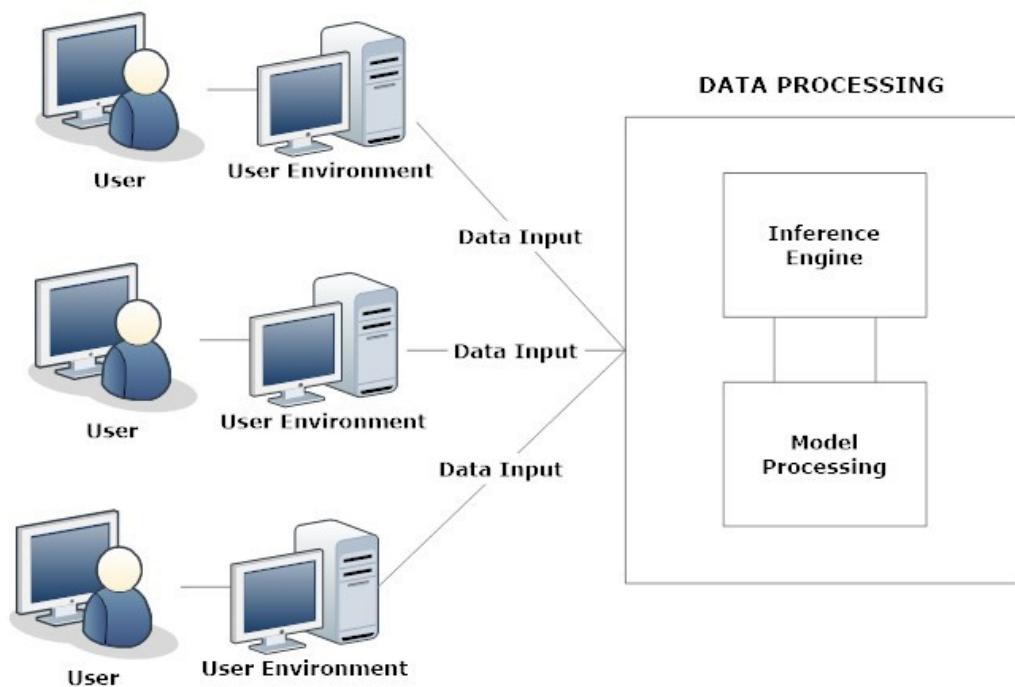 DATA PROCESSING
User
User Environment
Data Input
Inference
Engine
User
User Environment
Data Input
Model
Processing
User
User Environment
Data Input